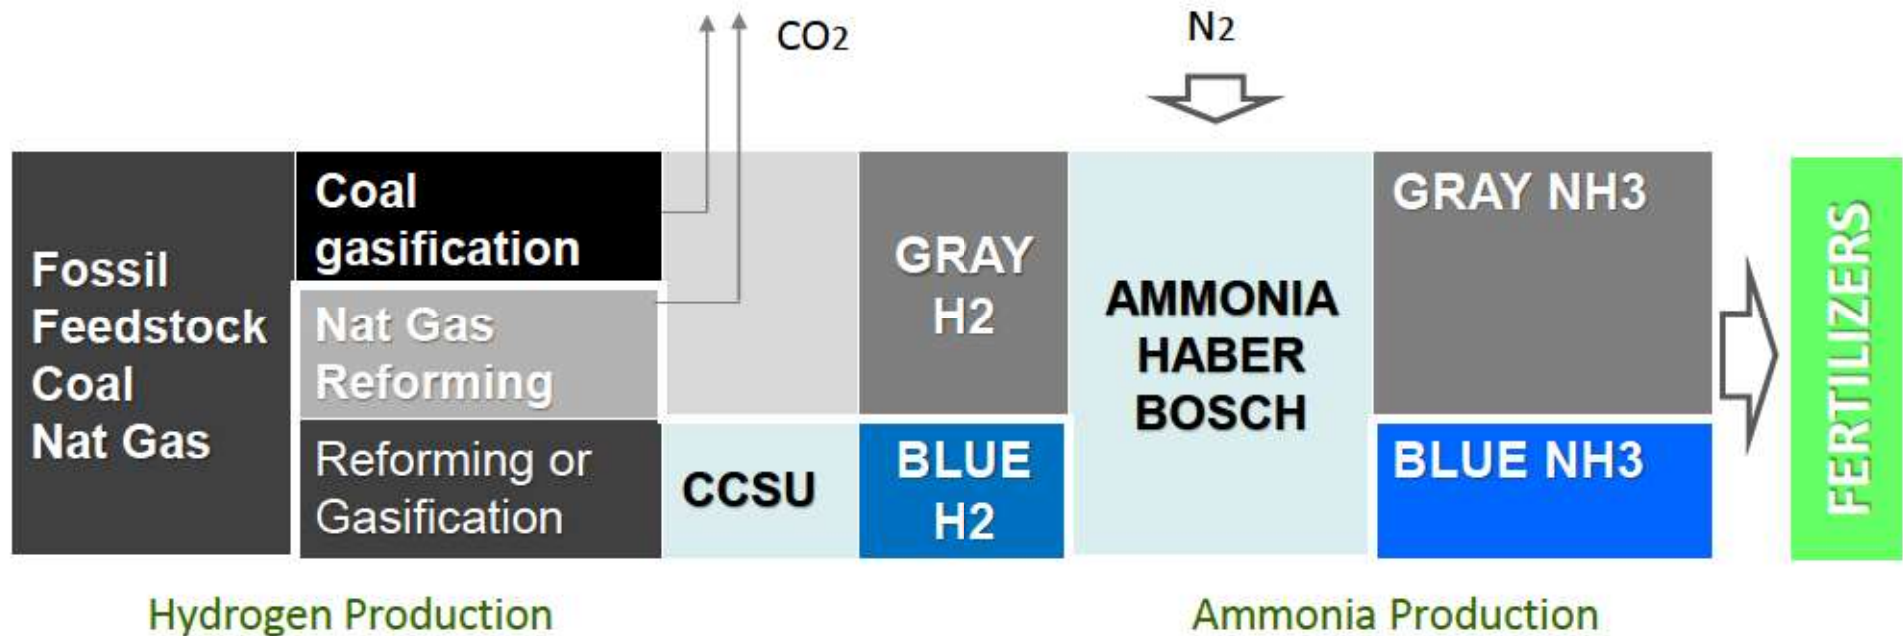 CO2
N2
Fossil
Feedstock
Coal
Nat Gas
Coal
gasification
Nat Gas
Reforming
Reforming or
Gasification
CCSU
GRAY
H2
BLUE
H2
AMMONIA
HABER
BOSCH
GRAY NH3
BLUE NH3
FERTILIZERS
Hydrogen Production
Ammonia Production